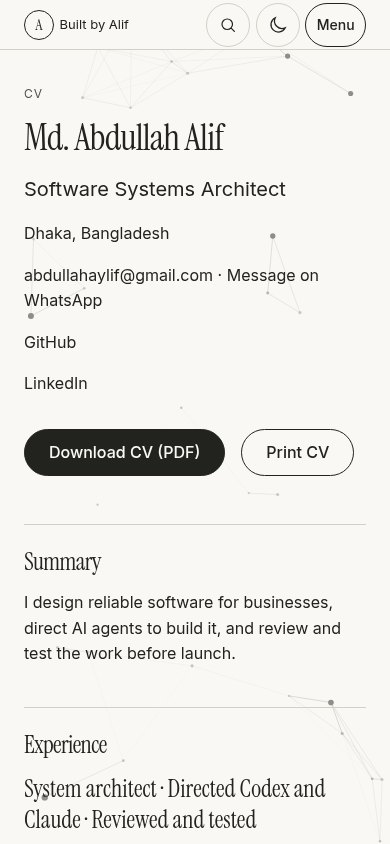 A Built by Alif Menu
CV
Md. Abdullah Alif
Software Systems Architect
Dhaka, Bangladesh
abdullahaylif@gmail.com · Message on
WhatsApp
GitHub
LinkedIn
Download CV (PDF) Print CV
Summary
I design reliable software for businesses,
direct AI agents to build it, and review and
test the work before launch.
Experience
System architect · Directed Codex and
Claude · Reviewed and tested